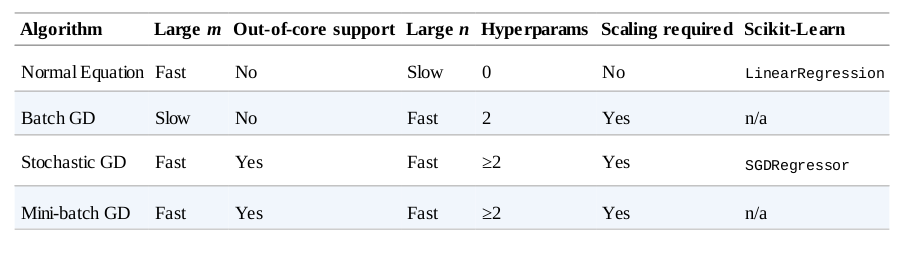 Algorithm Large m Out-of-core support Large n Hyperparams Scaling required Scikit-Learn
Normal Equation Fast No Slow 0 No LinearRegression
Batch GD Slow No Fast 2 Yes n/a
Stochastic GD Fast Yes Fast ≥2 Yes SGDRegressor
Mini-batch GD Fast Yes Fast ≥2 Yes n/a